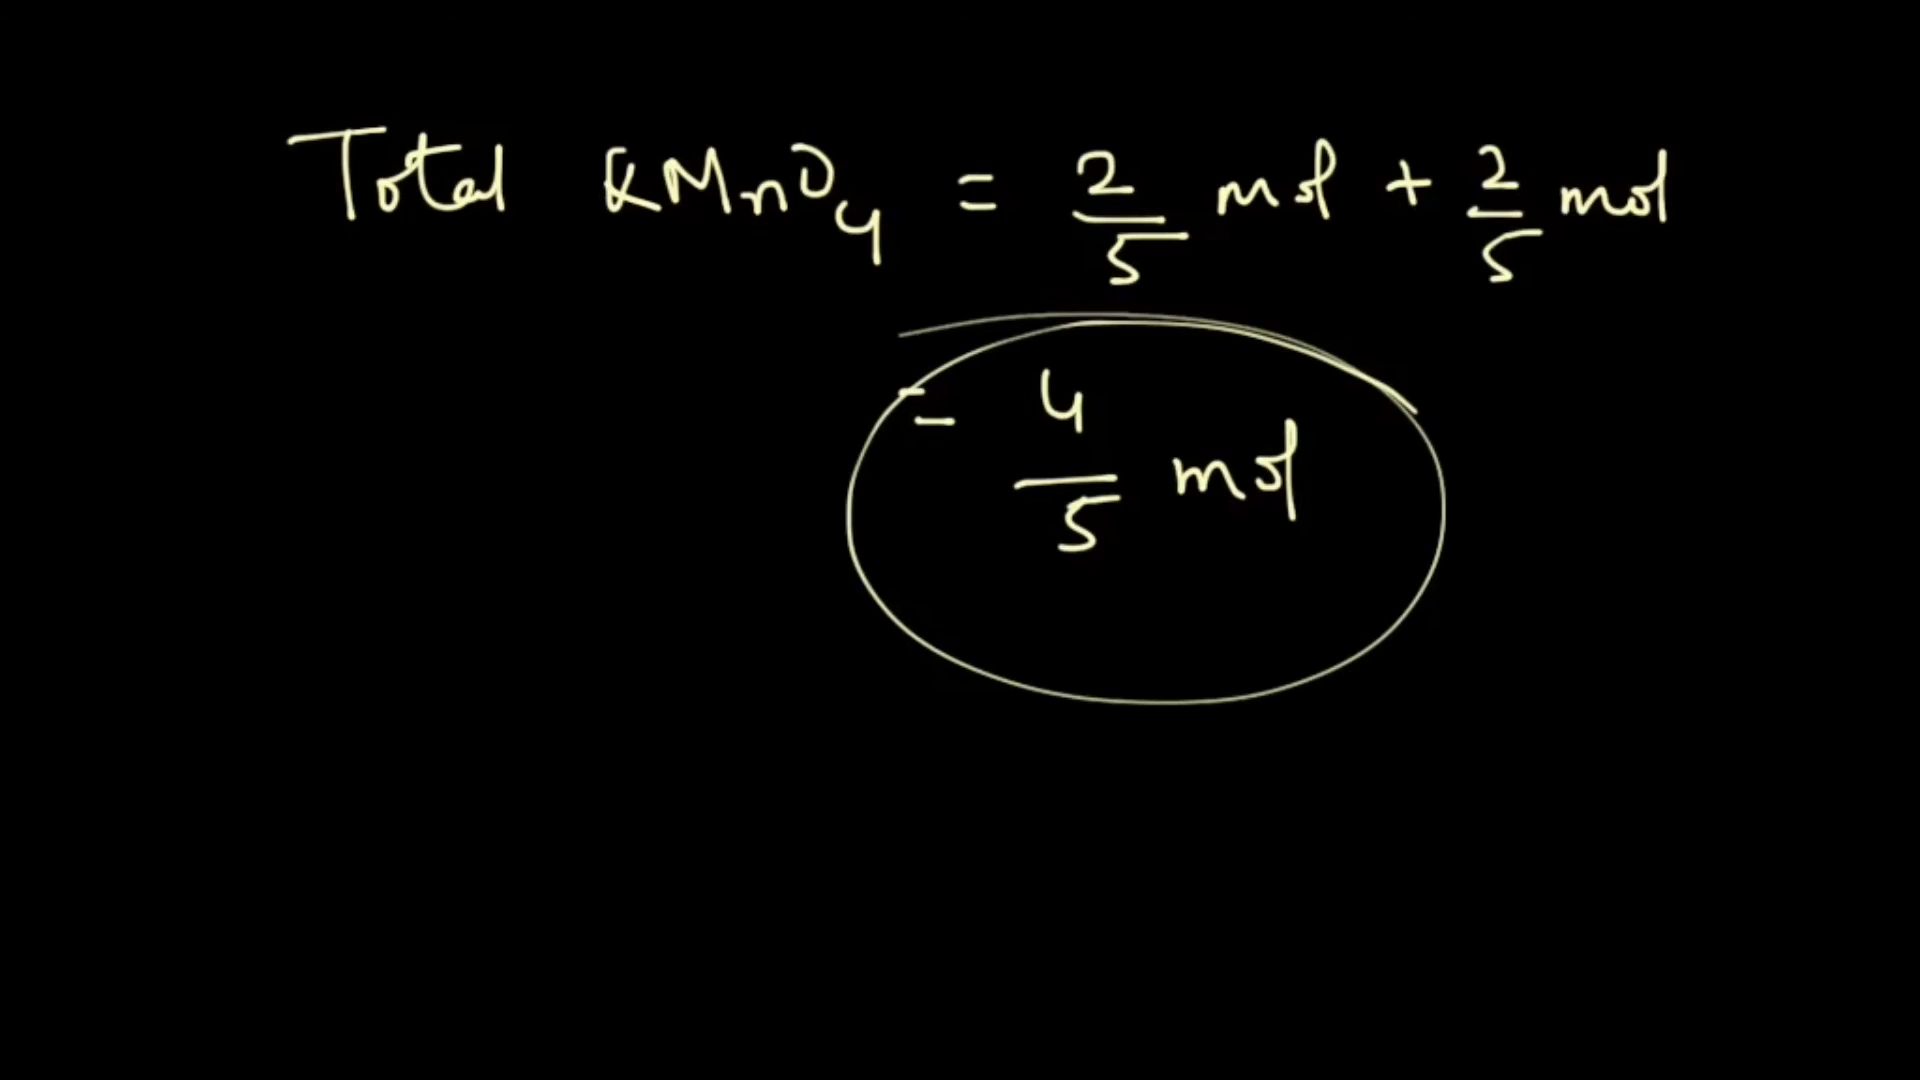 Total KMnO4 = 2/5 mol + 2/5 mol
= 4/5 mol